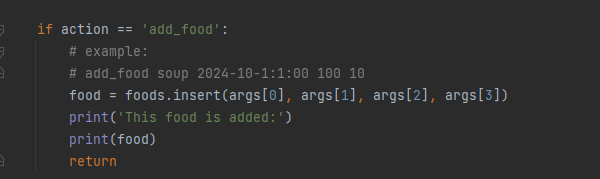 if action == 'add_food':
# example:
# add_food soup 2024-10-1:1:00 100 10
food = foods.insert(args[0], args[1], args[2], args[3])
print('This food is added:')
print(food)
return